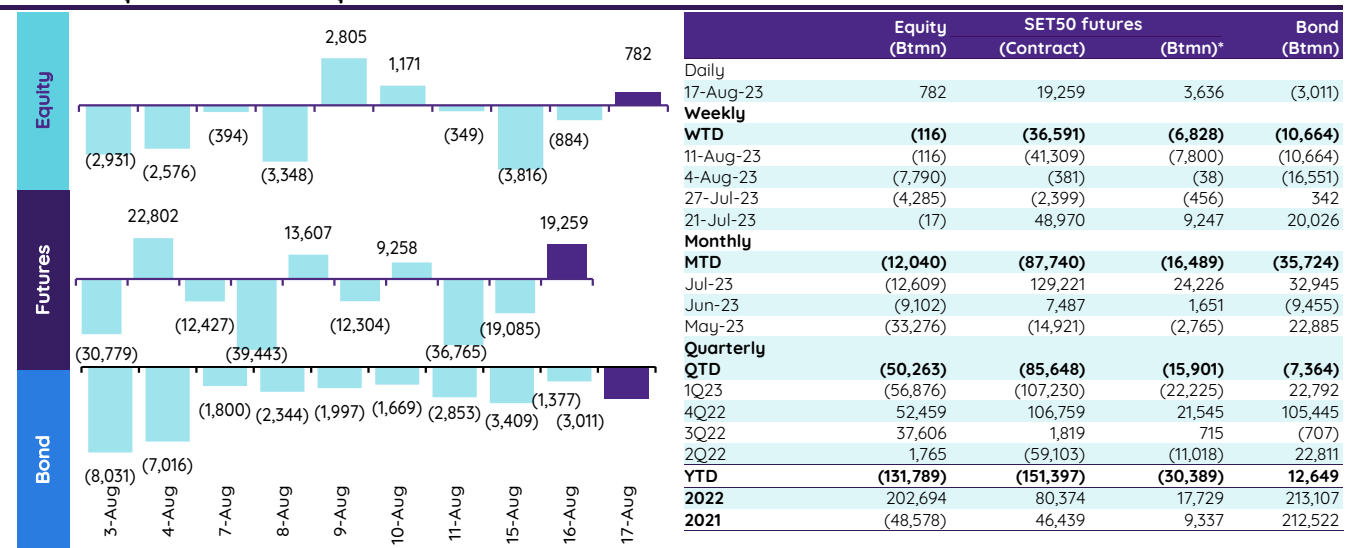 Equity
2,805
1,171
782
(2,931)
(2,576)
(394)
(3,348)
(349)
(3,816)
(884)
Futures
22,802
13,607
9,258
19,259
(30,779)
(12,427)
(39,443)
(12,304)
(36,765)
(19,085)
Bond
(8,031)
(7,016)
(1,800)
(2,344)
(1,997)
(1,669)
(2,853)
(3,409)
(1,377)
(3,011)
3-Aug
4-Aug
7-Aug
8-Aug
9-Aug
10-Aug
11-Aug
15-Aug
16-Aug
17-Aug
Equity SET50 futures Bond
(Btmn) (Contract) (Btmn)* (Btmn)
Daily
17-Aug-23 782 19,259 3,636 (3,011)
Weekly
WTD (116) (36,591) (6,828) (10,664)
11-Aug-23 (116) (41,309) (7,800) (10,664)
4-Aug-23 (7,790) (381) (38) (16,551)
27-Jul-23 (4,285) (2,399) (456) 342
21-Jul-23 (17) 48,970 9,247 20,026
Monthly
MTD (12,040) (87,740) (16,489) (35,724)
Jul-23 (12,609) 129,221 24,226 32,945
Jun-23 (9,102) 7,487 1,651 (9,455)
May-23 (33,276) (14,921) (2,765) 22,885
Quarterly
QTD (50,263) (85,648) (15,901) (7,364)
1Q23 (56,876) (107,230) (22,225) 22,792
4Q22 52,459 106,759 21,545 105,445
3Q22 37,606 1,819 715 (707)
2Q22 1,765 (59,103) (11,018) 22,811
YTD (131,789) (151,397) (30,389) 12,649
2022 202,694 80,374 17,729 213,107
2021 (48,578) 46,439 9,337 212,522